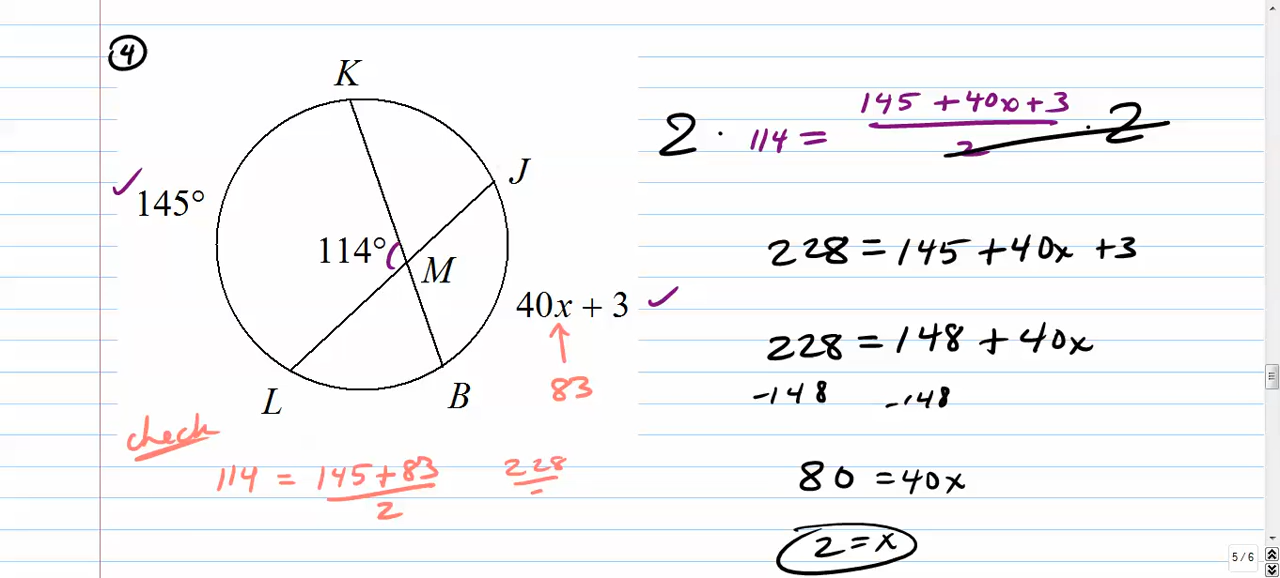 4
K
J
✓
145°
114°
M
40x + 3 ✓
↑
83
L
B
check
114 = 145 + 83 / 2
228
2 · 114 = 145 + 40x + 3 / 2 · 2
228 = 145 + 40x + 3
228 = 148 + 40x
-148 -148
80 = 40x
2 = x
5 / 6